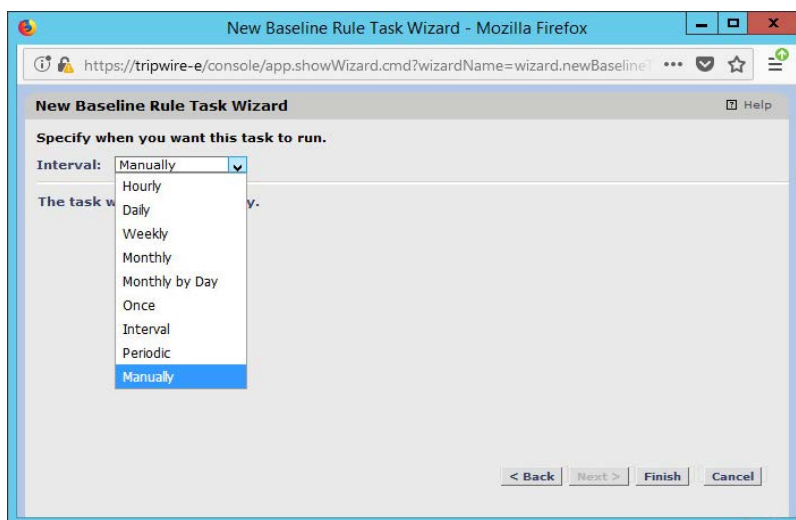 New Baseline Rule Task Wizard - Mozilla Firefox
https://tripwire-e/console/app.showWizard.cmd?wizardName=wizard.newBaseline
New Baseline Rule Task Wizard
? Help
Specify when you want this task to run.
Interval: Manually
Hourly
The task w y.
Daily
Weekly
Monthly
Monthly by Day
Once
Interval
Periodic
Manually
< Back Next > Finish Cancel